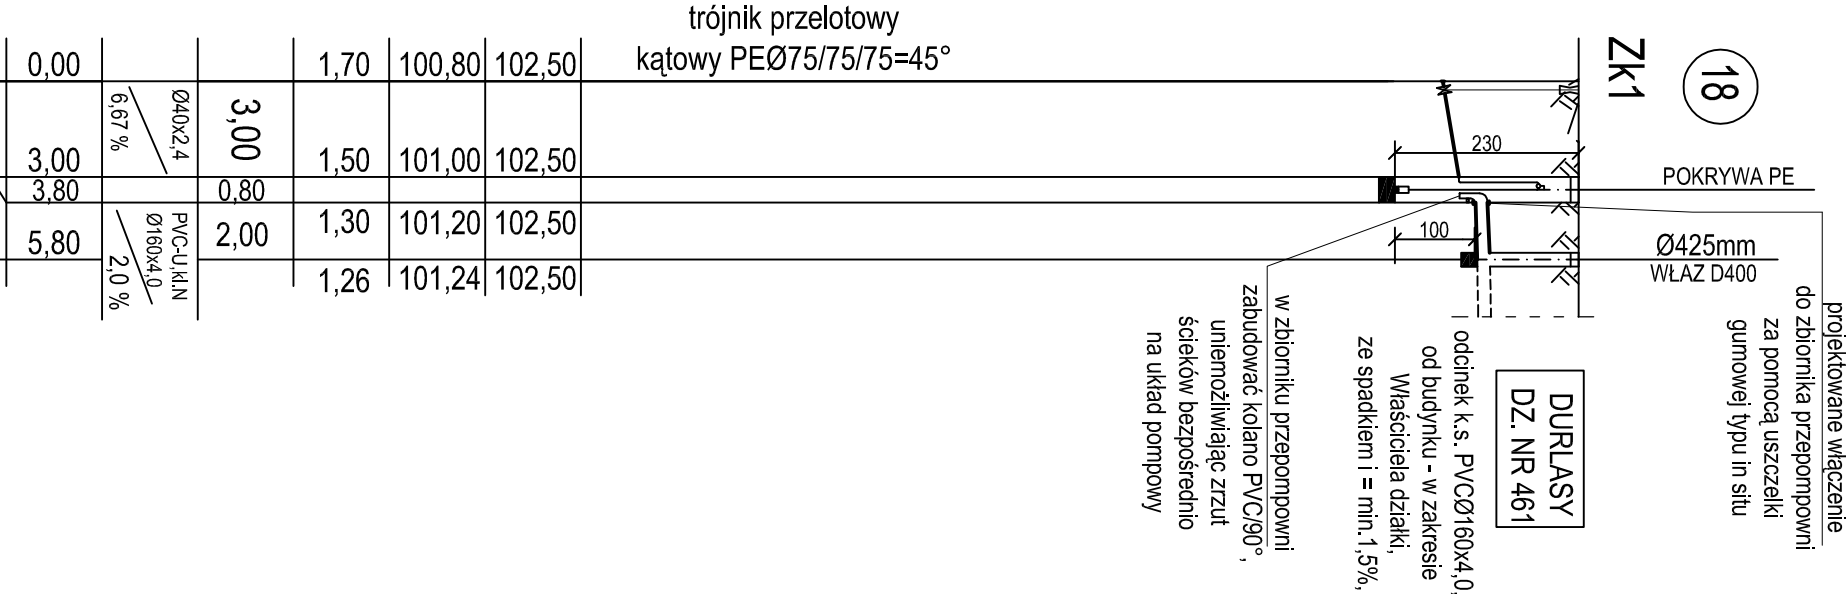 trójnik przelotowy
kątowy PEØ75/75/75=45°
0,00
1,70
100,80
102,50
Ø40x2,4
6,67 %
3,00
3,00
1,50
101,00
102,50
3,80
0,80
PVC-U,kl.N
Ø160x4,0
2,0 %
2,00
1,30
101,20
102,50
5,80
1,26
101,24
102,50
Zk1
18
230
100
POKRYWA PE
Ø425mm
WŁAZ D400
projektowane włączenie
do zbiornika przepompowni
za pomocą uszczelki
gumowej typu in situ
DURLASY
DZ. NR 461
odcinek k.s. PVCØ160x4,0,
od budynku - w zakresie
Właściciela działki,
ze spadkiem i = min.1,5%,
w zbiorniku przepompowni
zabudować kolano PVC/90°,
uniemożliwiając zrzut
ścieków bezpośrednio
na układ pompowy